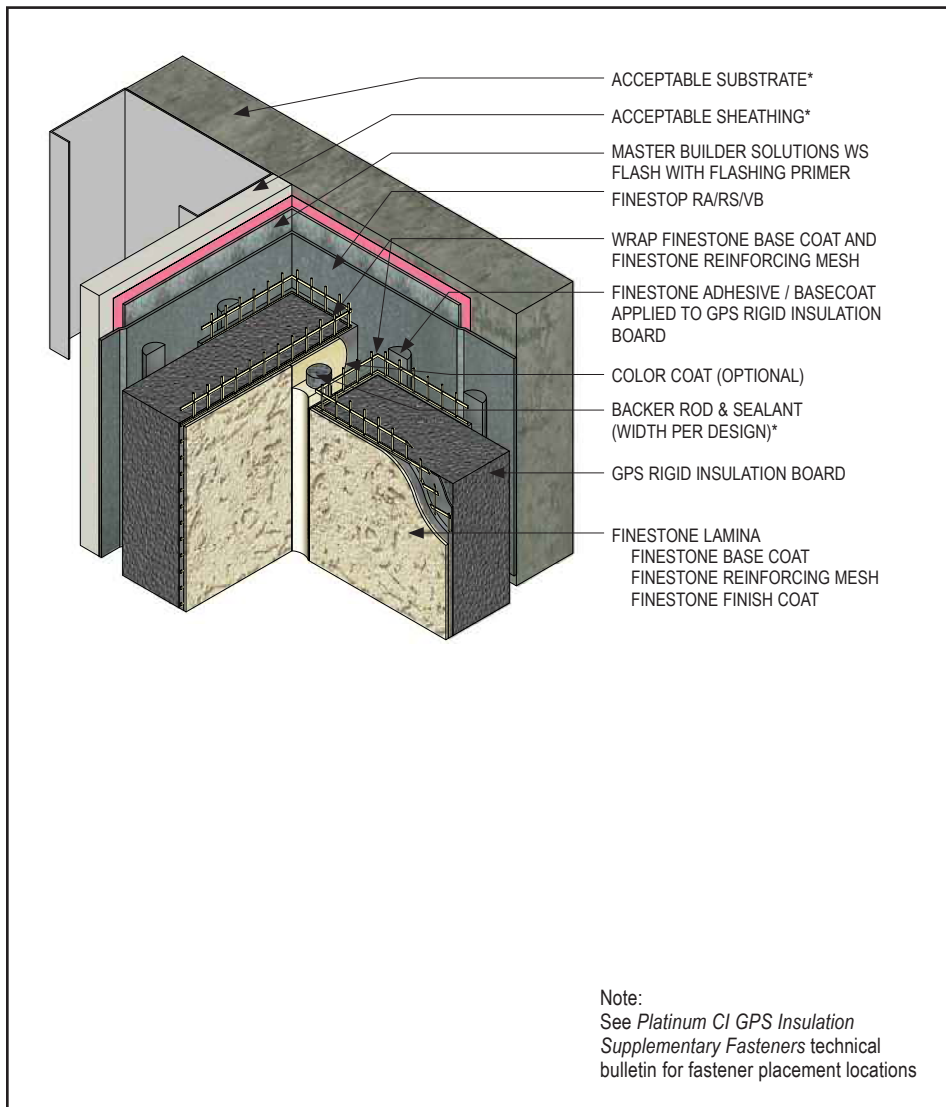 ACCEPTABLE SUBSTRATE*
ACCEPTABLE SHEATHING*
MASTER BUILDER SOLUTIONS WS
FLASH WITH FLASHING PRIMER
FINESTOP RA/RS/VB
WRAP FINESTONE BASE COAT AND
FINESTONE REINFORCING MESH
FINESTONE ADHESIVE / BASECOAT
APPLIED TO GPS RIGID INSULATION
BOARD
COLOR COAT (OPTIONAL)
BACKER ROD & SEALANT
(WIDTH PER DESIGN)*
GPS RIGID INSULATION BOARD
FINESTONE LAMINA
FINESTONE BASE COAT
FINESTONE REINFORCING MESH
FINESTONE FINISH COAT
Note:
See Platinum CI GPS Insulation
Supplementary Fasteners technical
bulletin for fastener placement locations